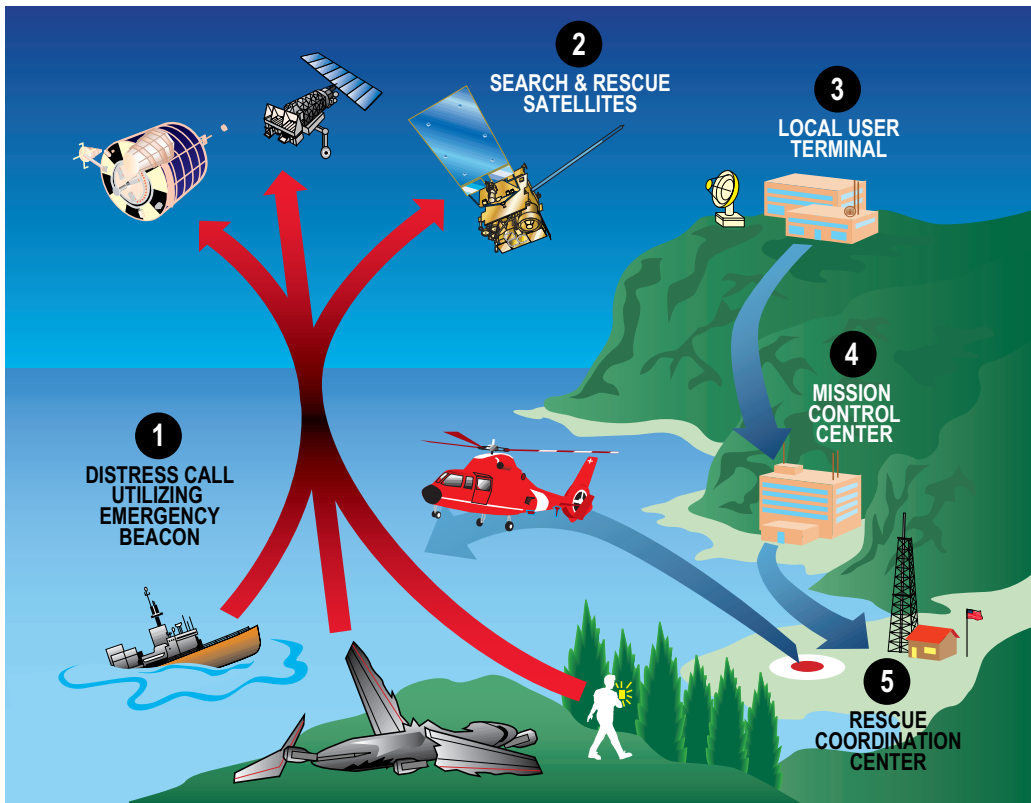 1
DISTRESS CALL
UTILIZING
EMERGENCY
BEACON
2
SEARCH & RESCUE
SATELLITES
3
LOCAL USER
TERMINAL
4
MISSION
CONTROL
CENTER
5
RESCUE
COORDINATION
CENTER